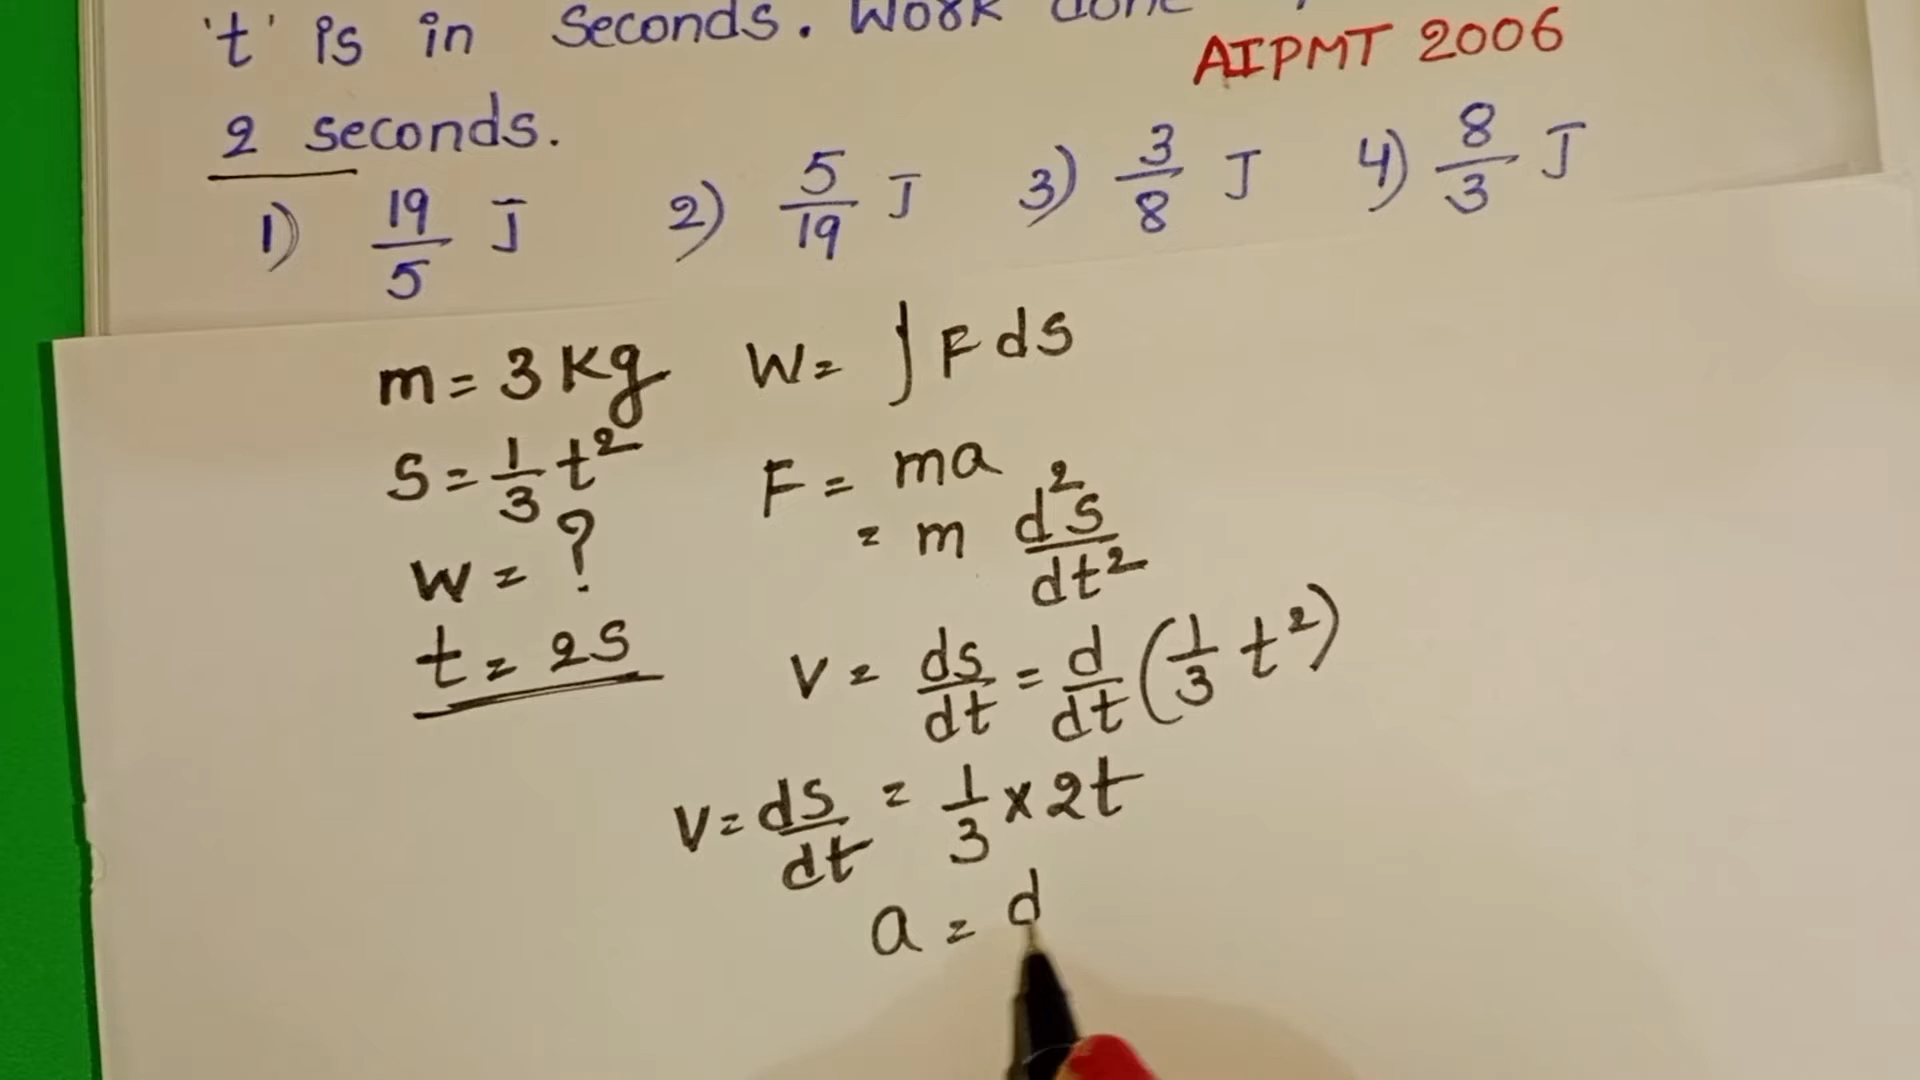 't' is in seconds. Work done
AIPMT 2006
2 seconds.
1) 19/5 J 2) 5/19 J 3) 3/8 J 4) 8/3 J
m = 3 kg W = ∫ F ds
S = 1/3 t² F = ma
= m d²s/dt²
W = ?
t = 2s V = ds/dt = d/dt (1/3 t²)
V = ds/dt = 1/3 × 2t
a = d